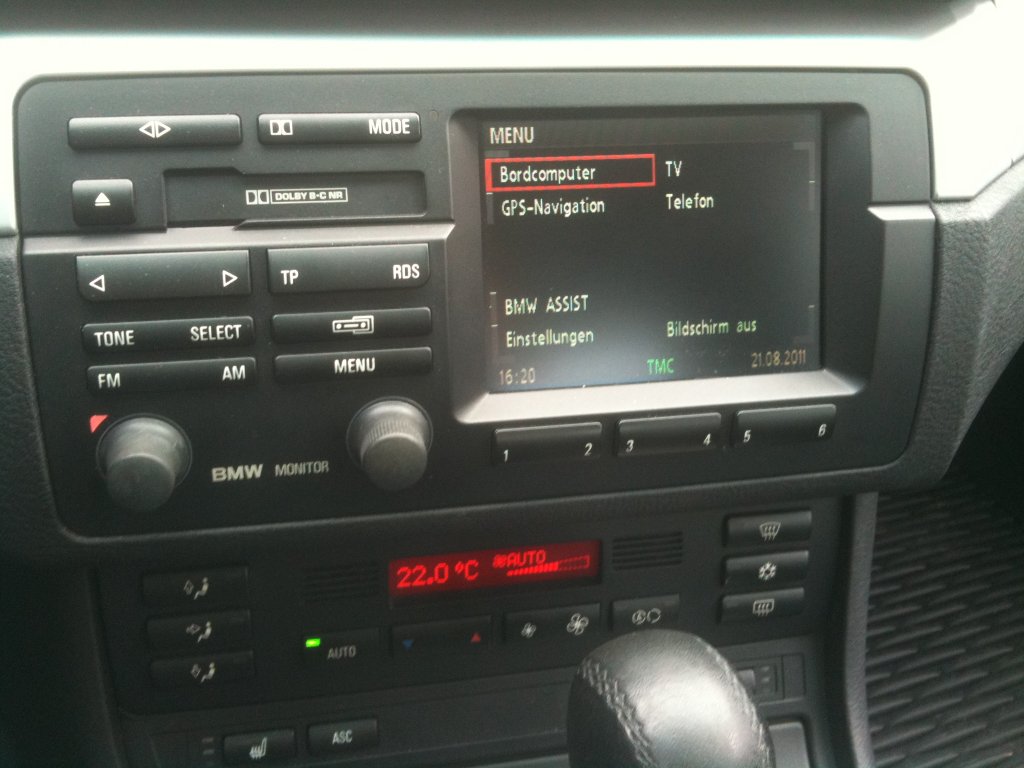 MODE
DOLBY B-C NR
TP RDS
TONE SELECT
FM AM
MENU
BMW MONITOR
MENU
Bordcomputer TV
GPS-Navigation Telefon
BMW ASSIST
Einstellungen Bildschirm aus
16:20 TMC 21.08.2011
1 2 3 4 5 6
22.0 °C AUTO
AUTO
ASC